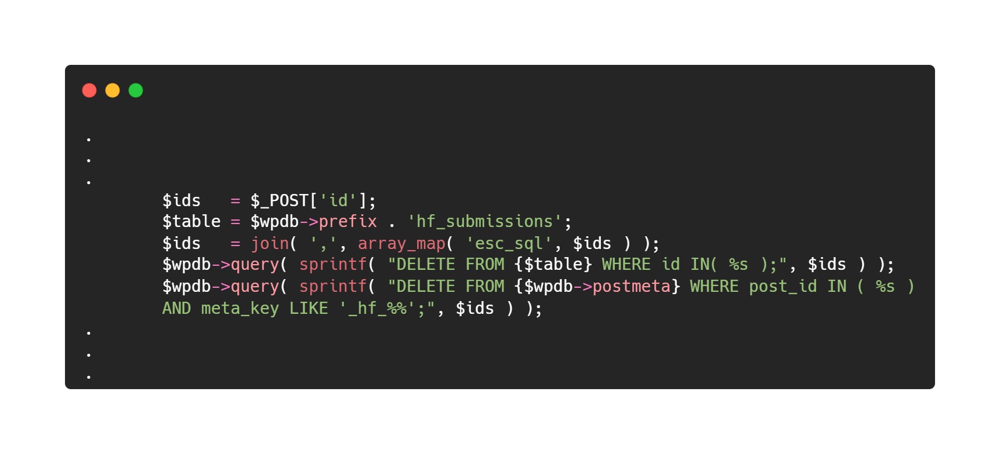 .
.
.
$ids   = $_POST['id'];
$table = $wpdb->prefix . 'hf_submissions';
$ids   = join( ',', array_map( 'esc_sql', $ids ) );
$wpdb->query( sprintf( "DELETE FROM {$table} WHERE id IN( %s );", $ids ) );
$wpdb->query( sprintf( "DELETE FROM {$wpdb->postmeta} WHERE post_id IN ( %s )
AND meta_key LIKE '_hf_%%';", $ids ) );
.
.
.